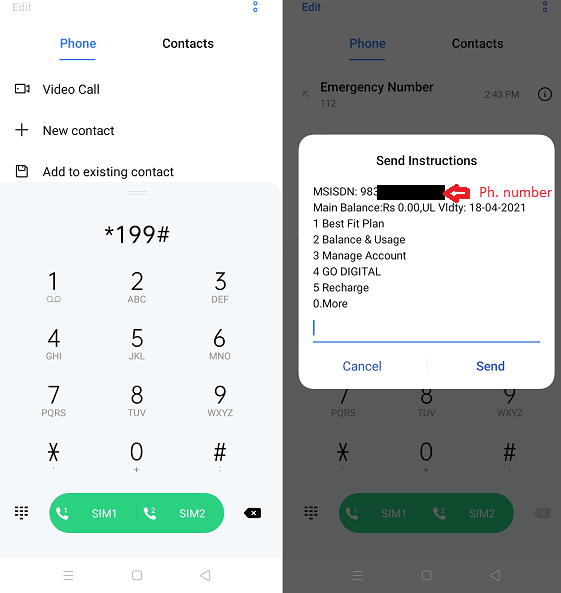 Edit
Phone
Contacts
Video Call
New contact
Add to existing contact
*199#
1
2
ABC
3
DEF
4
GHI
5
JKL
6
MNO
7
PQRS
8
TUV
9
WXYZ
*
,
0
+
#
;
1 SIM1
2 SIM2
Edit
Phone
Contacts
Emergency Number
112
2:43 PM
Send Instructions
MSISDN: 983
Ph. number
Main Balance:Rs 0.00,UL Vldty: 18-04-2021
1 Best Fit Plan
2 Balance & Usage
3 Manage Account
4 GO DIGITAL
5 Recharge
0.More
Cancel
Send
7
PQRS
8
TUV
9
WXYZ
*
,
0
+
#
;
1 SIM1
2 SIM2